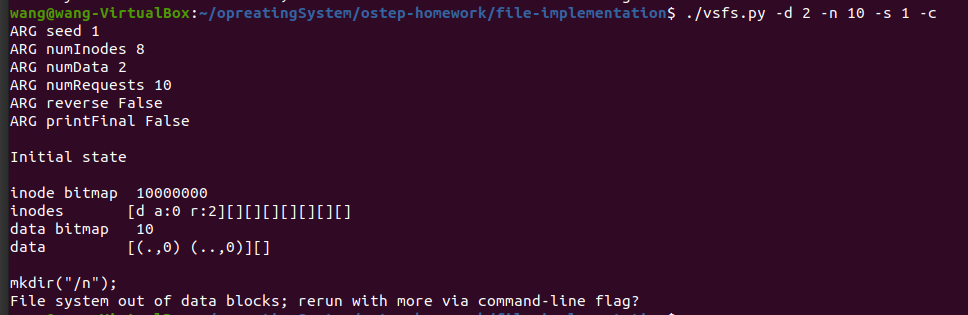 wang@wang-VirtualBox:~/opreatingSystem/ostep-homework/file-implementation$ ./vsfs.py -d 2 -n 10 -s 1 -c
ARG seed 1
ARG numInodes 8
ARG numData 2
ARG numRequests 10
ARG reverse False
ARG printFinal False

Initial state

inode bitmap  10000000
inodes       [d a:0 r:2][][][][][][][]
data bitmap   10
data         [(.,0) (..,0)][]

mkdir("/n");
File system out of data blocks; rerun with more via command-line flag?